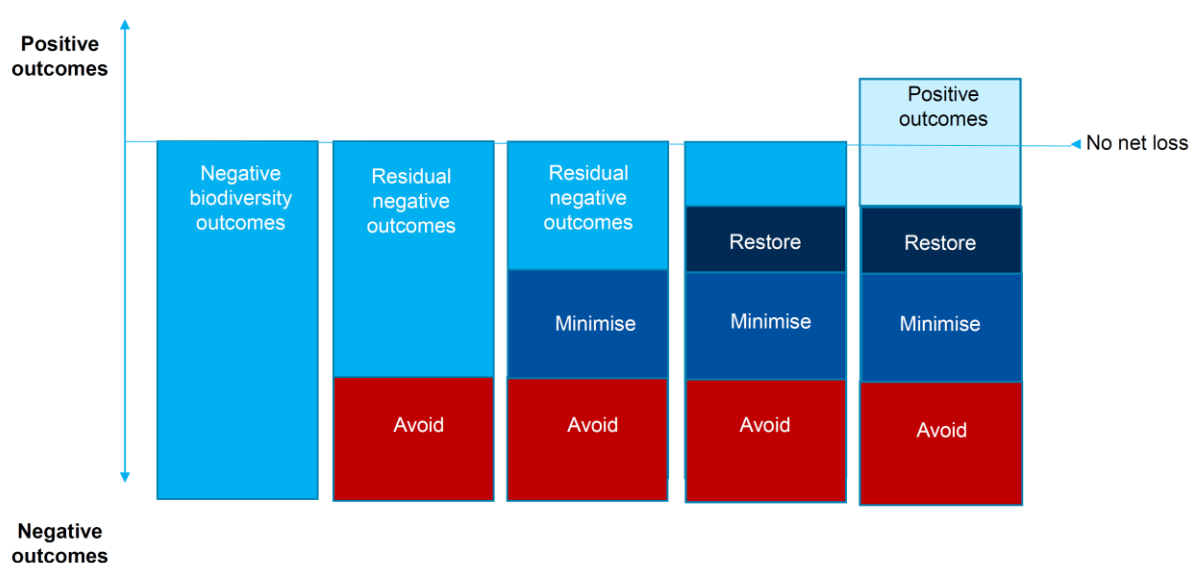 Positive
outcomes
Positive
outcomes
No net loss
Negative
biodiversity
outcomes
Residual
negative
outcomes
Residual
negative
outcomes
Restore
Restore
Minimise
Minimise
Minimise
Avoid
Avoid
Avoid
Avoid
Negative
outcomes